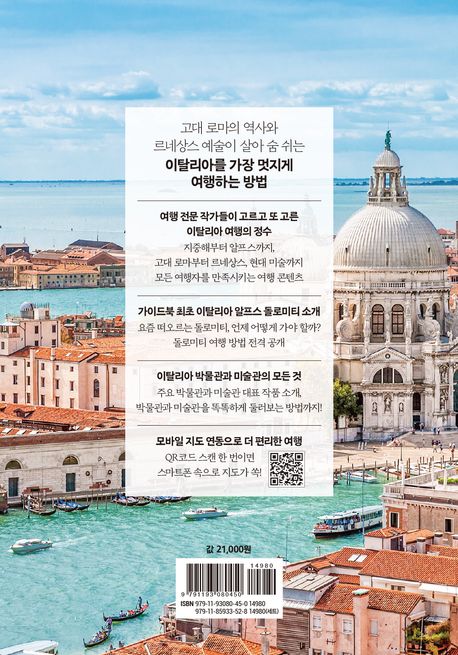 고대 로마의 역사와
르네상스 예술이 살아 숨 쉬는
이탈리아를 가장 멋지게
여행하는 방법
여행 전문 작가들이 고르고 또 고른
이탈리아 여행의 정수
지중해부터 알프스까지,
고대 로마부터 르네상스, 현대 미술까지
모든 여행자를 만족시키는 여행 콘텐츠
가이드북 최초 이탈리아 알프스 돌로미티 소개
요즘 떠오르는 돌로미티, 언제 어떻게 가야 할까?
돌로미티 여행 방법 전격 공개
이탈리아 박물관과 미술관의 모든 것
주요 박물관과 미술관 대표 작품 소개,
박물관과 미술관을 똑똑하게 둘러보는 방법까지!
모바일 지도 연동으로 더 편리한 여행
QR코드 스캔 한 번이면
스마트폰 속으로 지도가 쏙!
값 21,000원
14980
9 791193 080450
ISBN 979-11-93080-45-0 14980
979-11-85933-52-8 14980(세트)